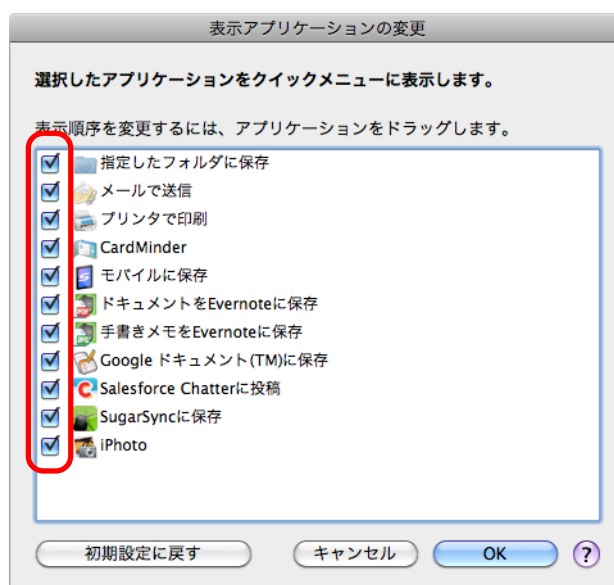 表示アプリケーションの変更
選択したアプリケーションをクイックメニューに表示します。
表示順序を変更するには、アプリケーションをドラッグします。
指定したフォルダに保存
メールで送信
プリンタで印刷
CardMinder
モバイルに保存
ドキュメントをEvernoteに保存
手書きメモをEvernoteに保存
Google ドキュメント(TM)に保存
Salesforce Chatterに投稿
SugarSyncに保存
iPhoto
初期設定に戻す キャンセル OK ?